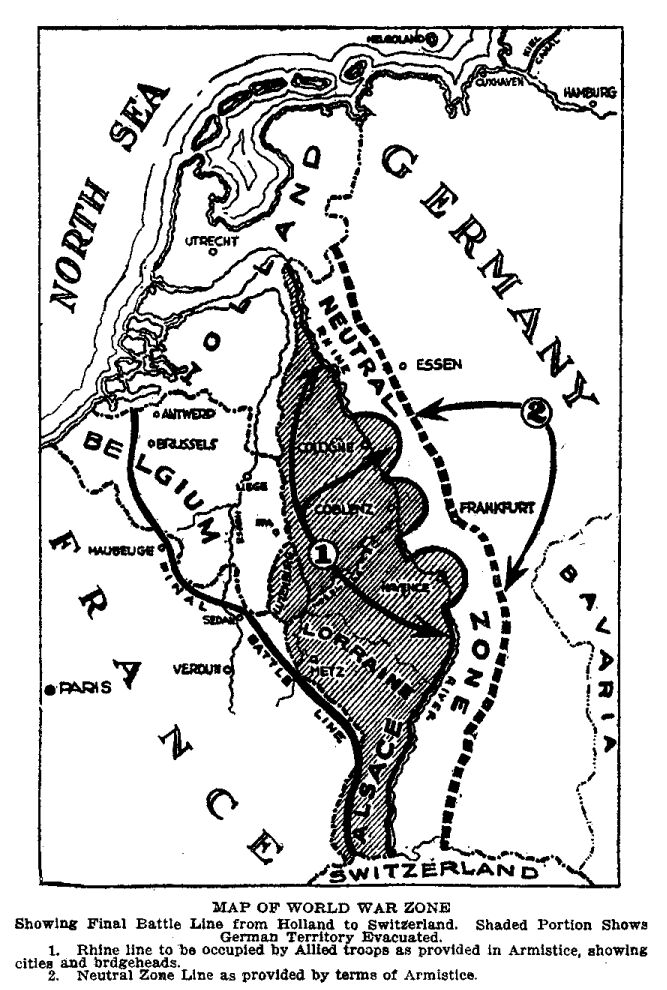 HELGOLAND
KIEL CANAL
CUXHAVEN
HAMBURG
NORTH SEA
GERMANY
UTRECHT
HOLLAND
NEUTRAL
RHINE
ESSEN
2
ANTWERP
BRUSSELS
BELGIUM
COLOGNE
LIEGE
COBLENZ
FRANKFURT
SPA
MAUBEUGE
1
MAYENCE
BAVARIA
FRANCE
FINAL
SEDAN
BATTLE
LINE
LORRAINE
ZONE
VERDUN
METZ
RIVER
PARIS
ALSACE
SWITZERLAND
MAP OF WORLD WAR ZONE
Showing Final Battle Line from Holland to Switzerland. Shaded Portion Shows
German Territory Evacuated.
1. Rhine line to be occupied by Allied troops as provided in Armistice, showing
cities and brdgeheads.
2. Neutral Zone Line as provided by terms of Armistice.